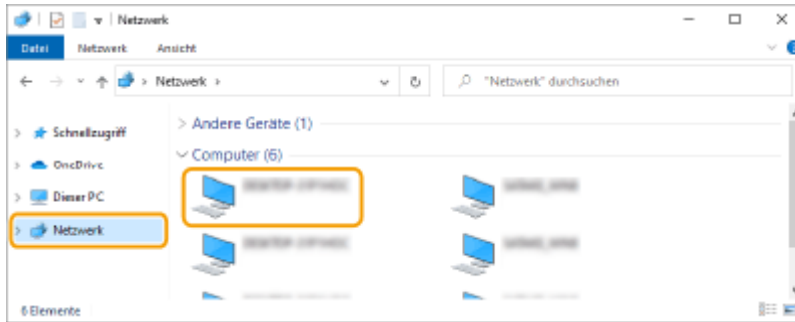 Netzwerk
Datei Netzwerk Ansicht
Netzwerk
"Netzwerk" durchsuchen
Schnellzugriff
OneDrive
Dieser PC
Netzwerk
Andere Geräte (1)
Computer (6)
6 Elemente